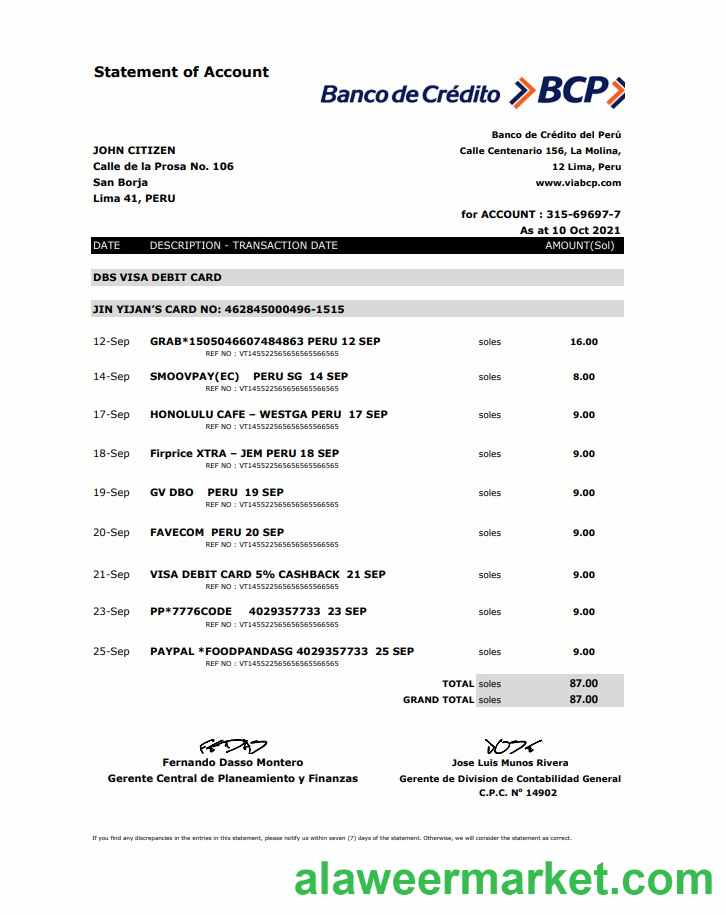 Statement of Account
Banco de Crédito BCP
Banco de Crédito del Perú
JOHN CITIZEN
Calle Centenario 156, La Molina,
Calle de la Prosa No. 106
12 Lima, Peru
San Borja
www.viabcp.com
Lima 41, PERU
for ACCOUNT : 315-69697-7
As at 10 Oct 2021
DATE DESCRIPTION - TRANSACTION DATE AMOUNT(Sol)
DBS VISA DEBIT CARD
JIN YIJAN’S CARD NO: 462845000496-1515
12-Sep GRAB*1505046607484863 PERU 12 SEP soles 16.00
REF NO : VT145522565656565566565
14-Sep SMOOVPAY(EC) PERU SG 14 SEP soles 8.00
REF NO : VT145522565656565566565
17-Sep HONOLULU CAFE – WESTGA PERU 17 SEP soles 9.00
REF NO : VT145522565656565566565
18-Sep Firprice XTRA – JEM PERU 18 SEP soles 9.00
REF NO : VT145522565656565566565
19-Sep GV DBO PERU 19 SEP soles 9.00
REF NO : VT145522565656565566565
20-Sep FAVECOM PERU 20 SEP soles 9.00
REF NO : VT145522565656565566565
21-Sep VISA DEBIT CARD 5% CASHBACK 21 SEP soles 9.00
REF NO : VT145522565656565566565
23-Sep PP*7776CODE 4029357733 23 SEP soles 9.00
REF NO : VT145522565656565566565
25-Sep PAYPAL *FOODPANDASG 4029357733 25 SEP soles 9.00
REF NO : VT145522565656565566565
TOTAL soles 87.00
GRAND TOTAL soles 87.00
Fernando Dasso Montero
Jose Luis Munos Rivera
Gerente Central de Planeamiento y Finanzas
Gerente de Division de Contabilidad General
C.P.C. N° 14902
If you find any discrepancies in the entries in this statement, please notify us within seven (7) days of the statement. Otherwise, we will consider the statement as correct.
alaweermarket.com